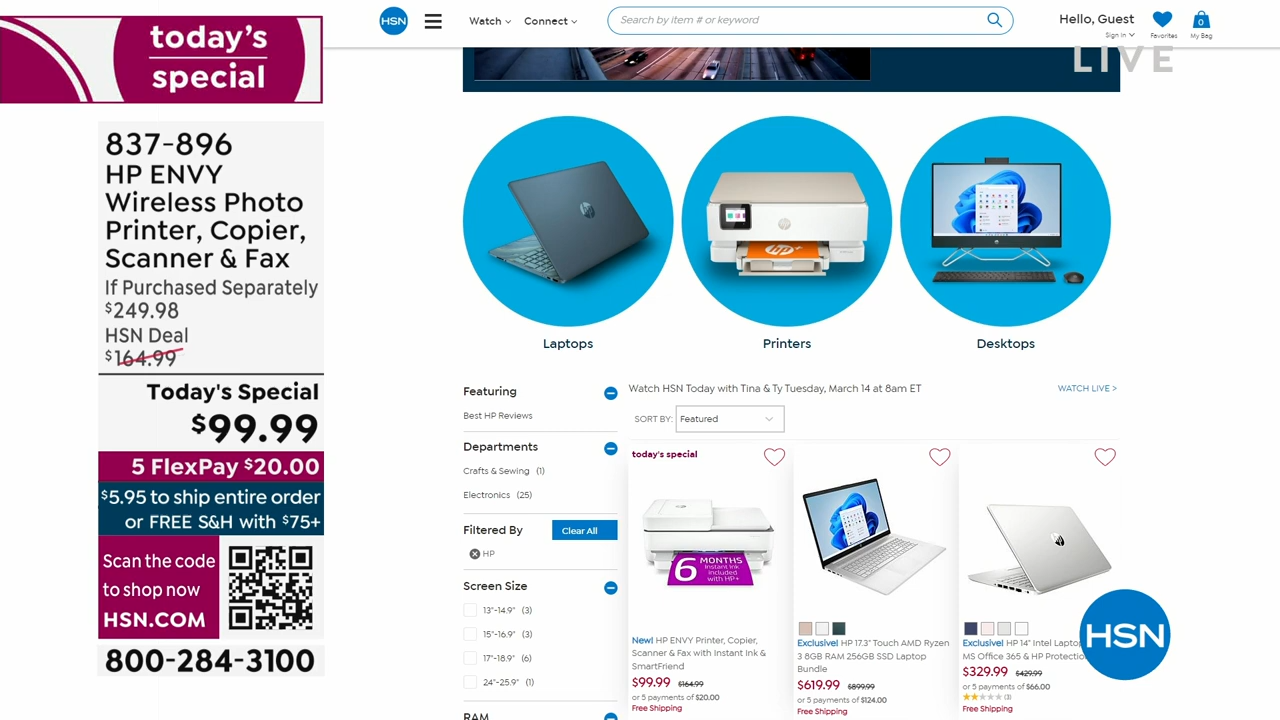 today's
special
837-896
HP ENVY
Wireless Photo
Printer, Copier,
Scanner & Fax
If Purchased Separately
$249.98
HSN Deal
$164.99
Today's Special
$99.99
5 FlexPay $20.00
$5.95 to ship entire order
or FREE S&H with $75+
Scan the code
to shop now
HSN.COM
800-284-3100
HSN
Watch
Connect
Search by item # or keyword
Hello, Guest
Sign In
Favorites
0
My Bag
LIVE
Laptops
Printers
Desktops
Featuring
Best HP Reviews
Departments
Crafts & Sewing (1)
Electronics (25)
Filtered By
Clear All
HP
Screen Size
13"-14.9" (3)
15"-16.9" (3)
17"-18.9" (6)
24"-25.9" (1)
RAM
Watch HSN Today with Tina & Ty Tuesday, March 14 at 8am ET
WATCH LIVE >
SORT BY: Featured
today's special
6 MONTHS
Instant Ink
included
with HP+
New! HP ENVY Printer, Copier,
Scanner & Fax with Instant Ink &
SmartFriend
$99.99 $164.99
or 5 payments of $20.00
Free Shipping
Exclusive! HP 17.3" Touch AMD Ryzen
3 8GB RAM 256GB SSD Laptop
Bundle
$619.99 $899.99
or 5 payments of $124.00
Free Shipping
Exclusive! HP 14" Intel Laptop
MS Office 365 & HP Protection
$329.99 $429.99
or 5 payments of $66.00
(3)
Free Shipping
HSN